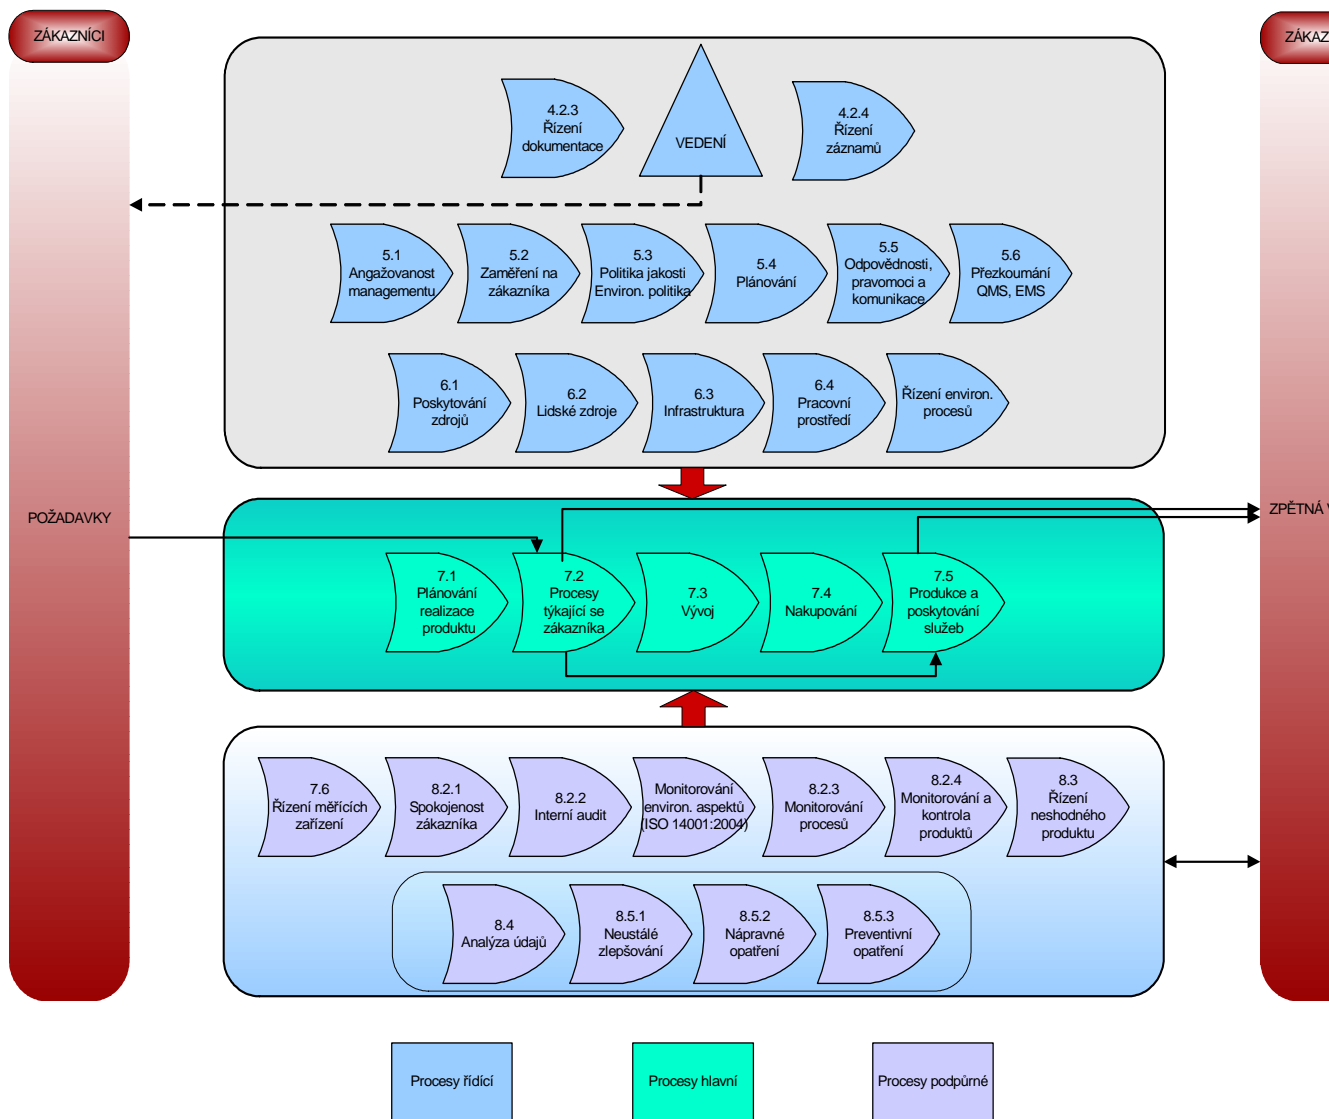 ZÁKAZNÍCI
4.2.3
Řízení
dokumentace
VEDENÍ
4.2.4
Řízení
záznamů
5.1
Angažovanost
managementu
5.2
Zaměření na
zákazníka
5.3
Politika jakosti
Environ. politika
5.4
Plánování
5.5
Odpovědnosti,
pravomoci a
komunikace
5.6
Přezkoumání
QMS, EMS
6.1
Poskytování
zdrojů
6.2
Lidské zdroje
6.3
Infrastruktura
6.4
Pracovní
prostředí
Řízení environ.
procesů
POŽADAVKY
ZPĚTNÁ
7.1
Plánování
realizace
produktu
7.2
Procesy
týkající se
zákazníka
7.3
Vývoj
7.4
Nakupování
7.5
Produkce a
poskytování
služeb
7.6
Řízení měřících
zařízení
8.2.1
Spokojenost
zákazníka
8.2.2
Interní audit
Monitorování
environ. aspektů
(ISO 14001:2004)
8.2.3
Monitorování
procesů
8.2.4
Monitorování a
kontrola
produktů
8.3
Řízení
neshodného
produktu
8.4
Analýza údajů
8.5.1
Neustálé
zlepšování
8.5.2
Nápravné
opatření
8.5.3
Preventivní
opatření
Procesy řídící
Procesy hlavní
Procesy podpůrné